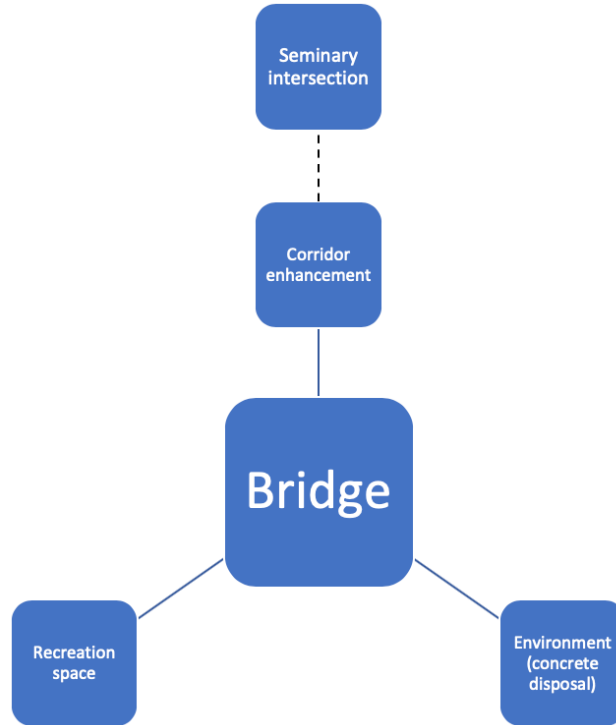 Seminary
intersection
Corridor
enhancement
Bridge
Recreation
space
Environment
(concrete
disposal)